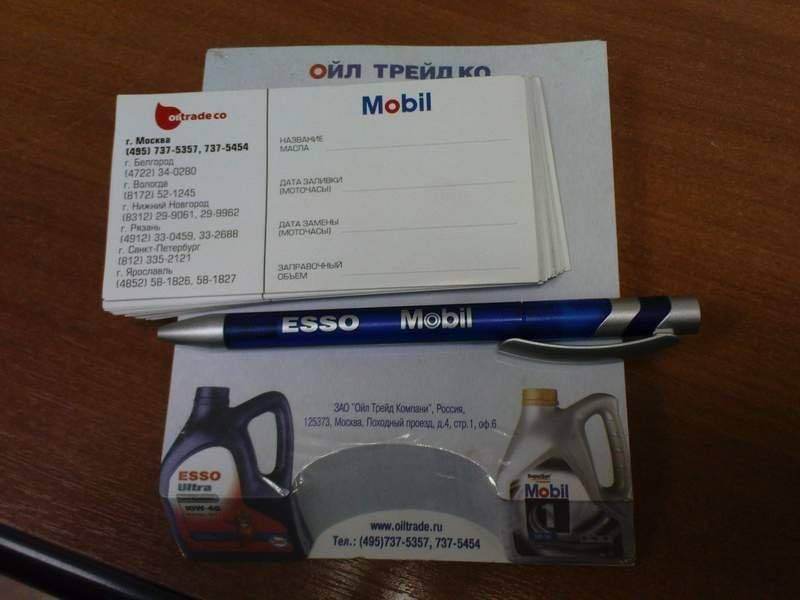 ОЙЛ ТРЕЙД КО
oiltrade co
г. Москва
(495) 737-5357, 737-5454
г. Белгород
(4722) 34-0280
г. Вологда
(8172) 52-1245
г. Нижний Новгород
(8312) 29-9061, 29-9962
г. Рязань
(4912) 33-0459, 33-2688
г. Санкт-Петербург
(812) 335-2121
г. Ярославль
(4852) 58-1826, 58-1827
Mobil
НАЗВАНИЕ
МАСЛА
ДАТА ЗАЛИВКИ
(МОТОЧАСЫ)
ДАТА ЗАМЕНЫ
(МОТОЧАСЫ)
ЗАПРАВОЧНЫЙ
ОБЪЕМ
ESSO Mobil
ЗАО "Ойл Трейд Компани", Россия,
125373, Москва, Походный проезд, д.4, стр.1, оф.6
ESSO
Ultra
10W-40
Mobil
1
www.oiltrade.ru
Тел.: (495)737-5357, 737-5454